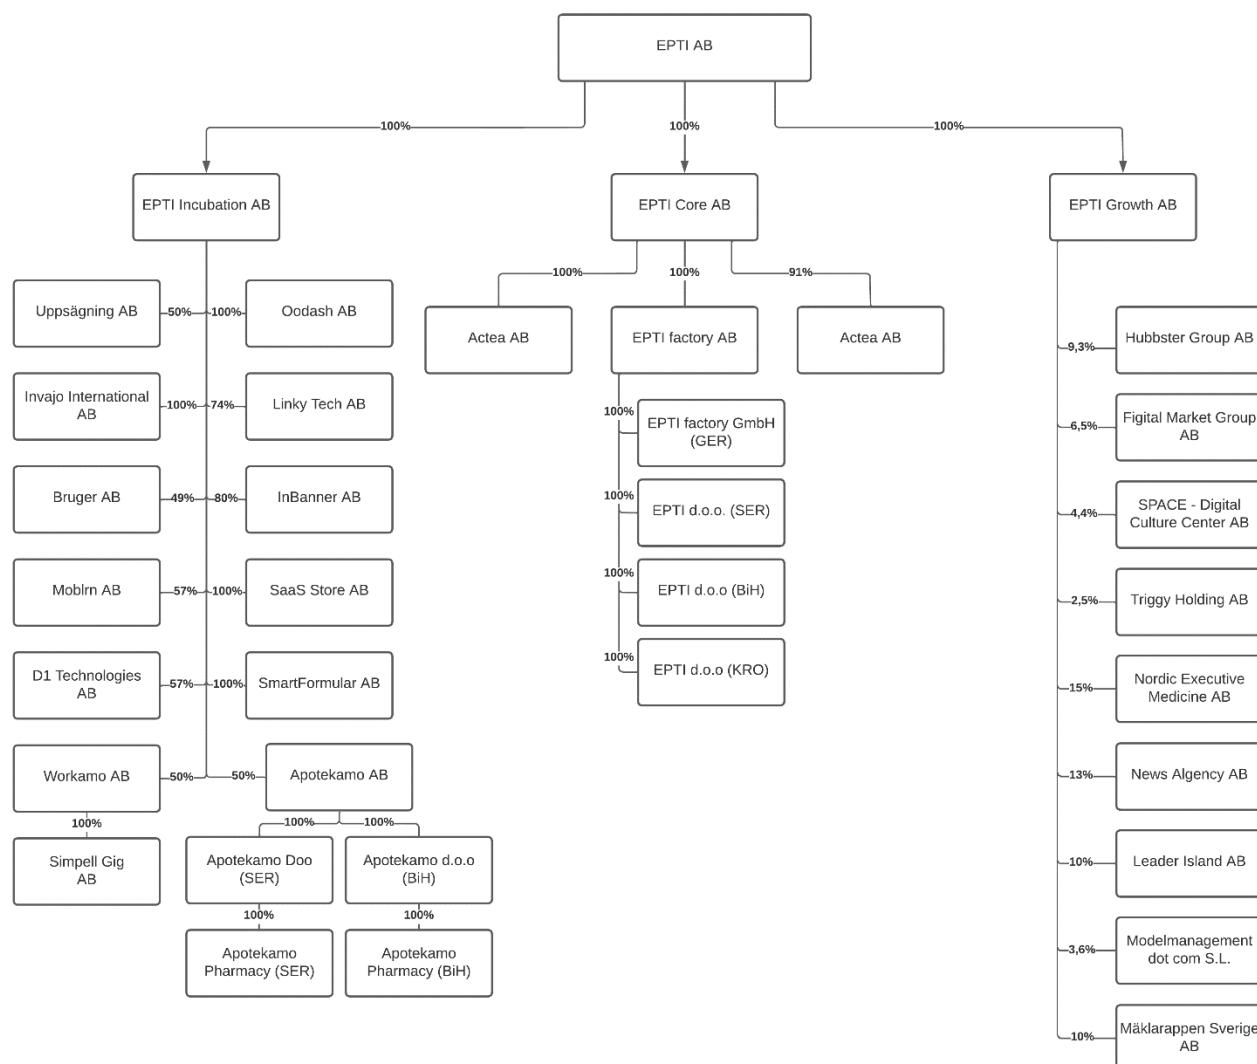 EPTI AB
100%
100%
100%
EPTI Incubation AB
EPTI Core AB
EPTI Growth AB
100%
100%
91%
Uppsägning AB
50%
100%
Oodash AB
Actea AB
EPTI factory AB
Actea AB
9,3%
Hubbster Group AB
Invajo International
AB
100%
74%
Linky Tech AB
100%
EPTI factory GmbH
(GER)
6,5%
Figital Market Group
AB
Bruger AB
49%
80%
InBanner AB
100%
EPTI d.o.o. (SER)
4,4%
SPACE - Digital
Culture Center AB
Moblrn AB
57%
100%
SaaS Store AB
100%
EPTI d.o.o (BiH)
2,5%
Triggy Holding AB
D1 Technologies
AB
57%
100%
SmartFormular AB
100%
EPTI d.o.o (KRO)
15%
Nordic Executive
Medicine AB
Workamo AB
50%
50%
Apotekamo AB
13%
News Algency AB
100%
100%
100%
Simpell Gig
AB
Apotekamo Doo
(SER)
Apotekamo d.o.o
(BiH)
10%
Leader Island AB
100%
100%
Apotekamo
Pharmacy (SER)
Apotekamo
Pharmacy (BiH)
3,6%
Modelmanagement
dot com S.L.
10%
Mäklarappen Sverige
AB